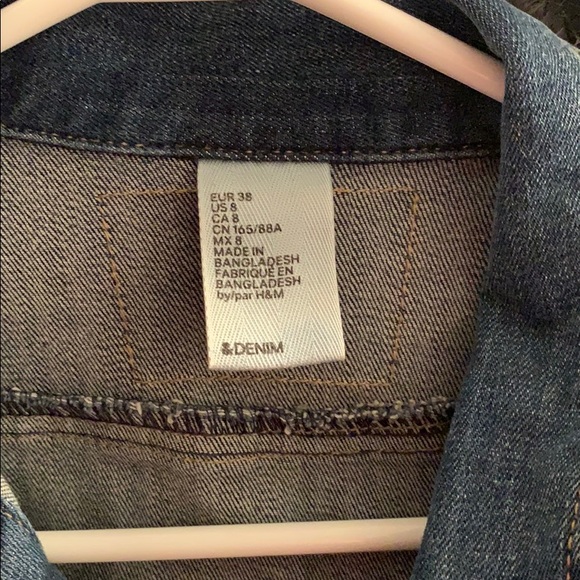 EUR 38
US 8
CA 8
CN 165/88A
MX 8
MADE IN
BANGLADESH
FABRIQUÉ EN
BANGLADESH
by/par H&M
&DENIM